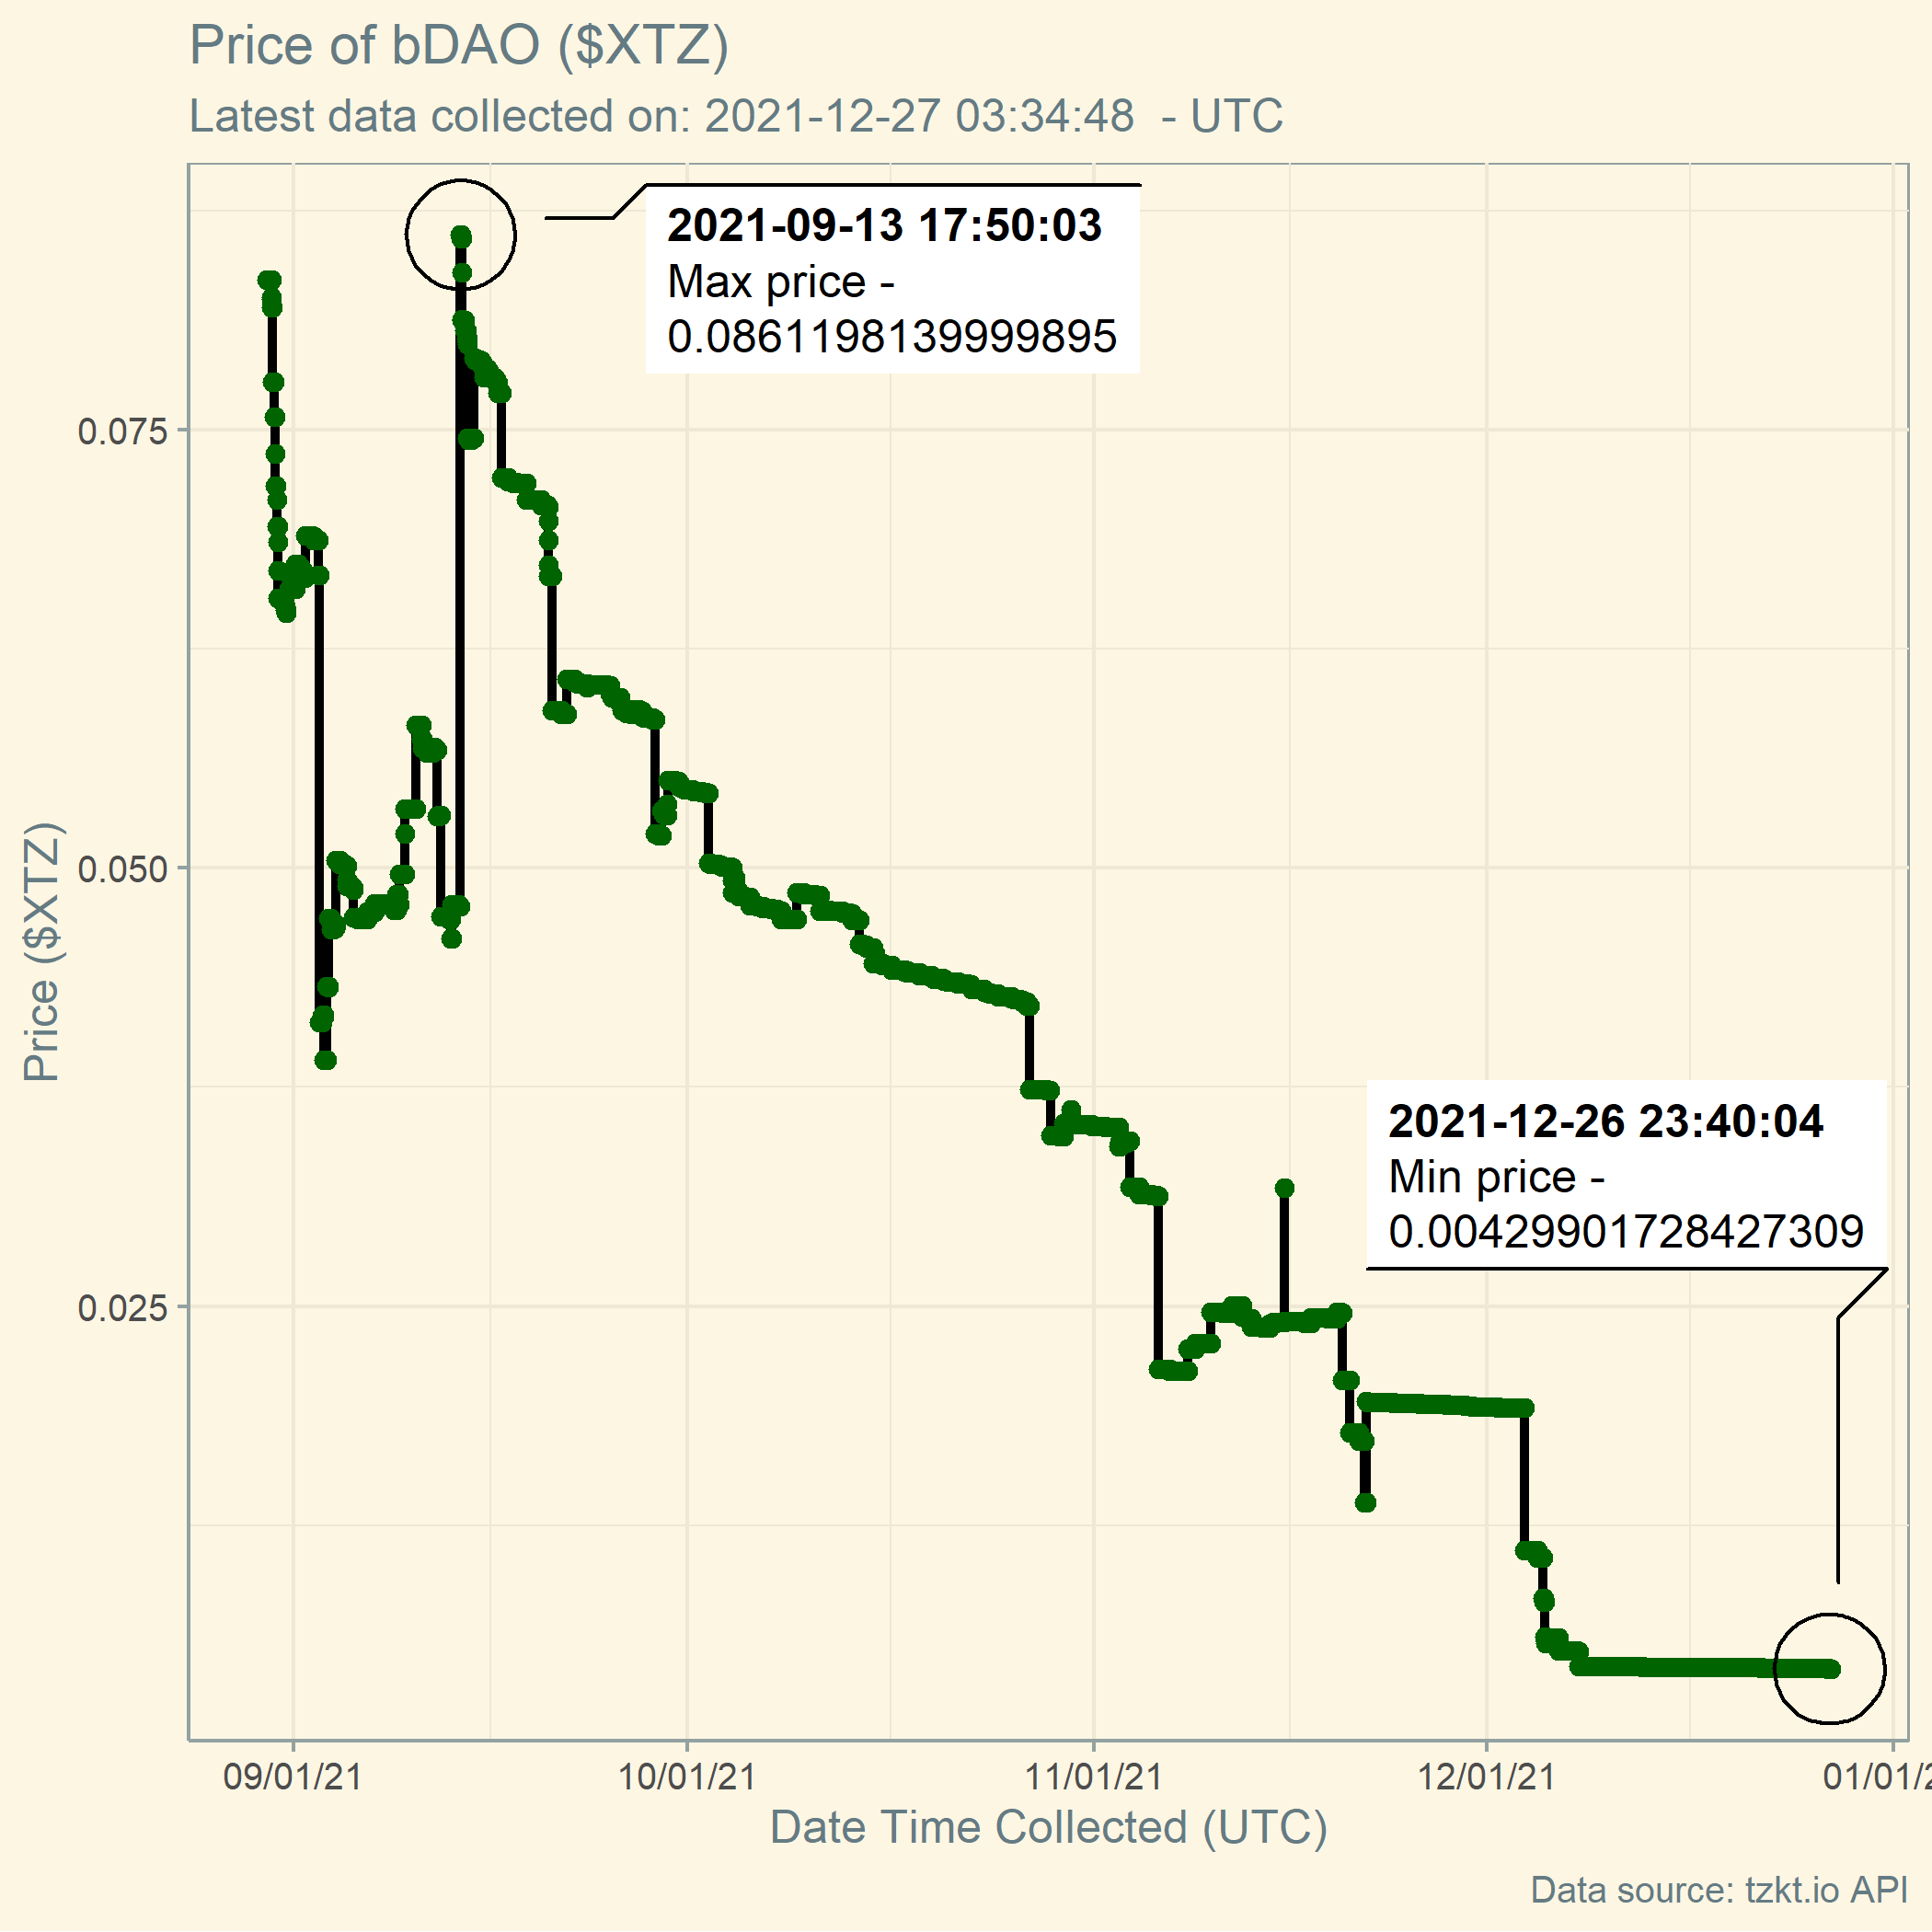 Price of bDAO ($XTZ)
Latest data collected on: 2021-12-27 03:34:48  - UTC
2021-09-13 17:50:03
Max price -
0.0861198139999895
0.075
0.050
0.025
Price ($XTZ)
2021-12-26 23:40:04
Min price -
0.00429901728427309
09/01/21
10/01/21
11/01/21
12/01/21
01/01/2
Date Time Collected (UTC)
Data source: tzkt.io API